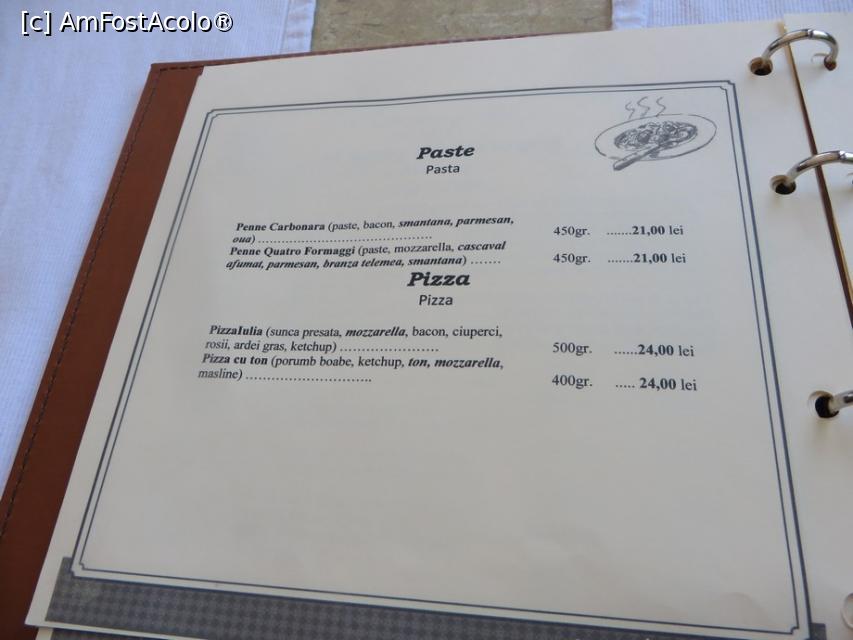 [c] AmFostAcolo®
Paste
Pasta
Penne Carbonara (paste, bacon, smantana, parmesan,
oua) ........................................ 450gr. .......21,00 lei
Penne Quatro Formaggi (paste, mozzarella, cascaval
afumat, parmesan, branza telemea, smantana) ....... 450gr. .......21,00 lei
Pizza
Pizza
PizzaIulia (sunca presata, mozzarella, bacon, ciuperci,
rosii, ardei gras, ketchup) ....................... 500gr. ......24,00 lei
Pizza cu ton (porumb boabe, ketchup, ton, mozzarella,
masline) ............................. 400gr. ..... 24,00 lei